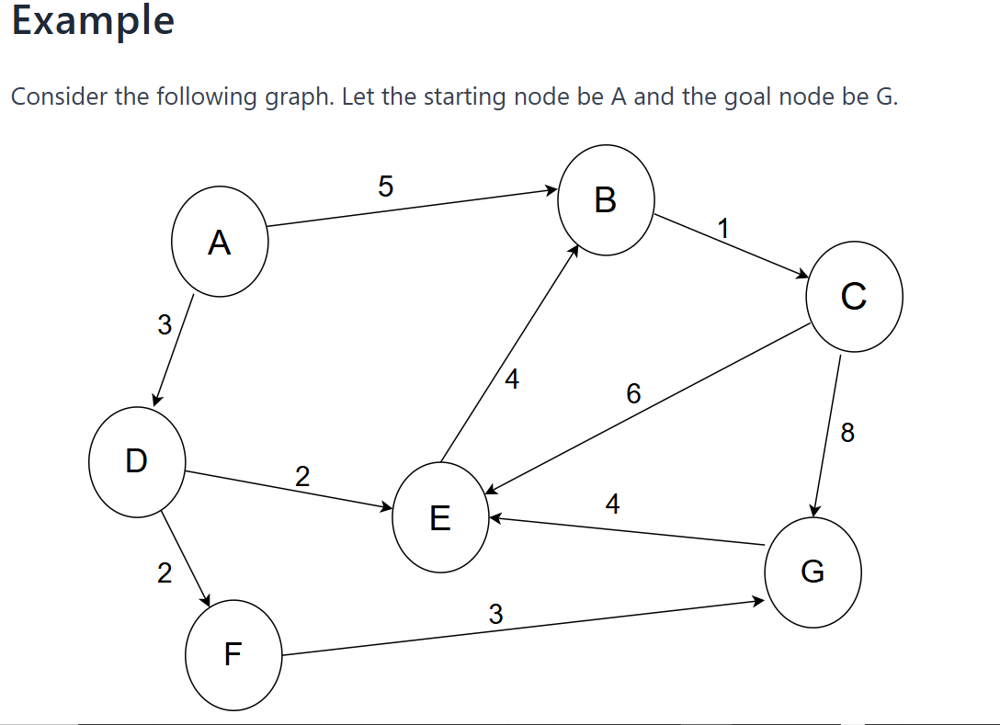 Example
Consider the following graph. Let the starting node be A and the goal node be G.
5
B
A
1
C
3
4
6
8
D
2
4
E
G
2
3
F